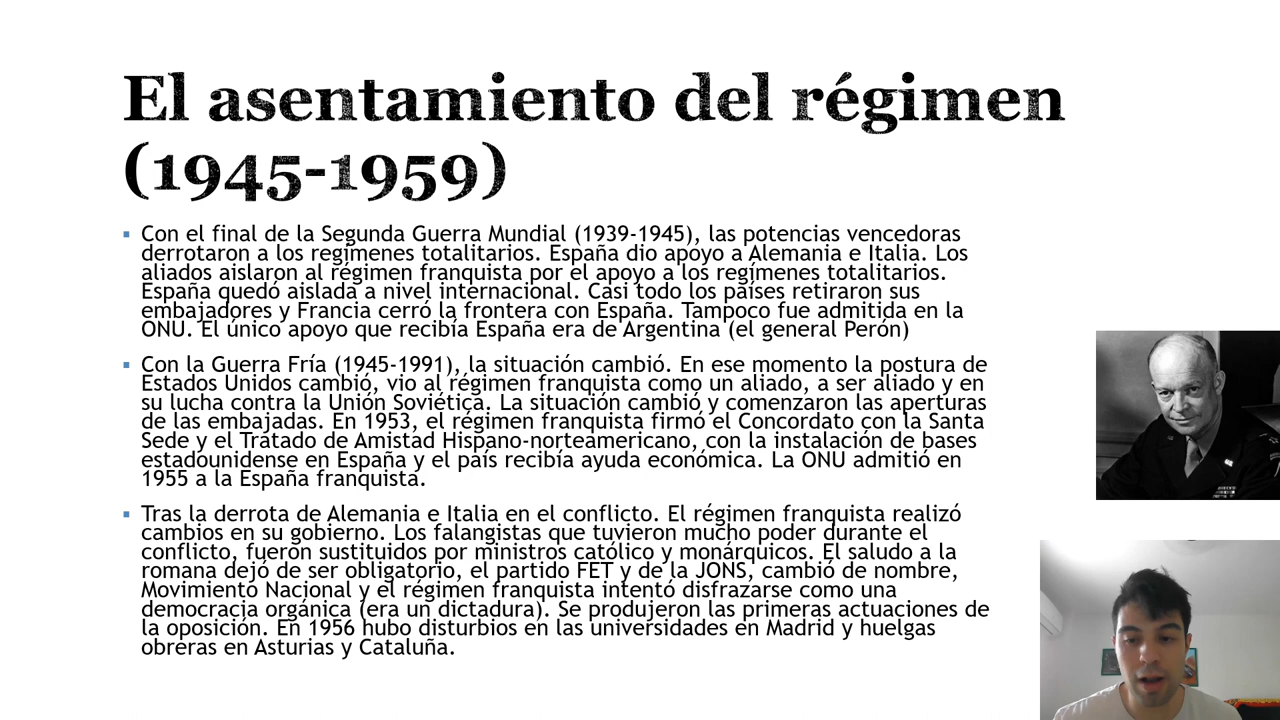 El asentamiento del régimen
(1945-1959)
▪ Con el final de la Segunda Guerra Mundial (1939-1945), las potencias vencedoras
derrotaron a los regímenes totalitarios. España dio apoyo a Alemania e Italia. Los
aliados aislaron al régimen franquista por el apoyo a los regímenes totalitarios.
España quedó aislada a nivel internacional. Casi todo los países retiraron sus
embajadores y Francia cerró la frontera con España. Tampoco fue admitida en la
ONU. El único apoyo que recibía España era de Argentina (el general Perón)
▪ Con la Guerra Fría (1945-1991), la situación cambió. En ese momento la postura de
Estados Unidos cambió, vio al régimen franquista como un aliado, a ser aliado y en
su lucha contra la Unión Soviética. La situación cambió y comenzaron las aperturas
de las embajadas. En 1953, el régimen franquista firmó el Concordato con la Santa
Sede y el Tratado de Amistad Hispano-norteamericano, con la instalación de bases
estadounidense en España y el país recibía ayuda económica. La ONU admitió en
1955 a la España franquista.
▪ Tras la derrota de Alemania e Italia en el conflicto. El régimen franquista realizó
cambios en su gobierno. Los falangistas que tuvieron mucho poder durante el
conflicto, fueron sustituidos por ministros católico y monárquicos. El saludo a la
romana dejó de ser obligatorio, el partido FET y de la JONS, cambió de nombre,
Movimiento Nacional y el régimen franquista intentó disfrazarse como una
democracia orgánica (era un dictadura). Se produjeron las primeras actuaciones de
la oposición. En 1956 hubo disturbios en las universidades en Madrid y huelgas
obreras en Asturias y Cataluña.